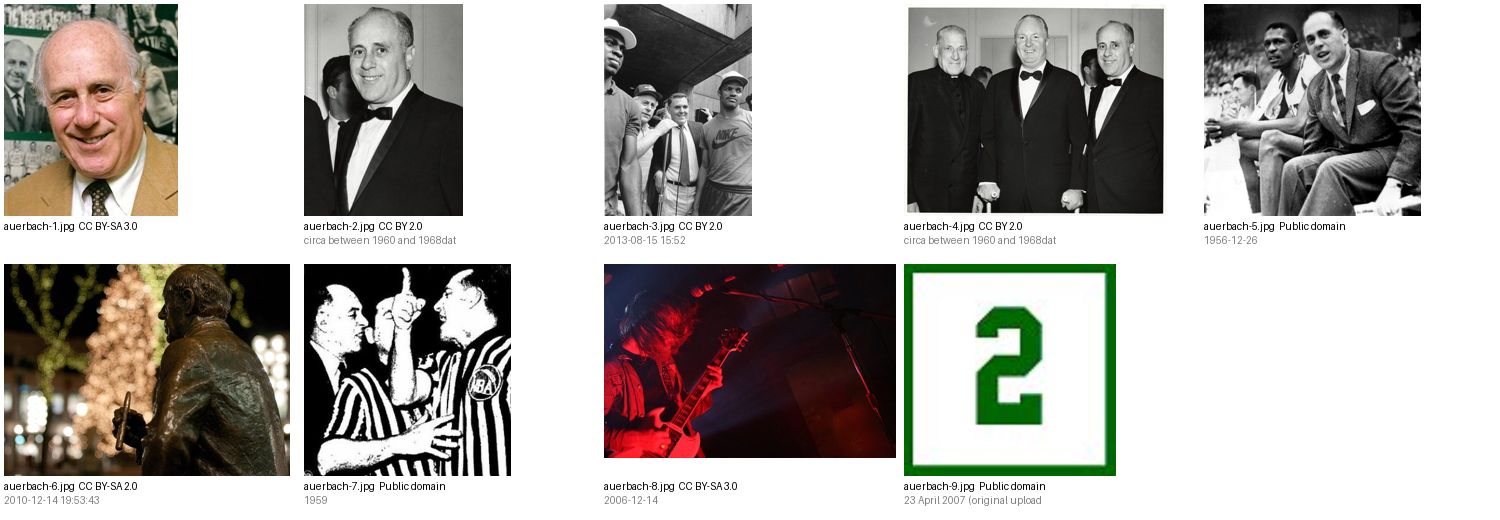 auerbach-1.jpg CC BY-SA 3.0
auerbach-2.jpg CC BY 2.0
circa between 1960 and 1968dat
NIKE
auerbach-3.jpg CC BY 2.0
2013-08-15 15:52
auerbach-4.jpg CC BY 2.0
circa between 1960 and 1968dat
auerbach-5.jpg Public domain
1956-12-26
auerbach-6.jpg CC BY-SA 2.0
2010-12-14 19:53:43
NBA
auerbach-7.jpg Public domain
1959
auerbach-8.jpg CC BY-SA 3.0
2006-12-14
2
auerbach-9.jpg Public domain
23 April 2007 (original upload